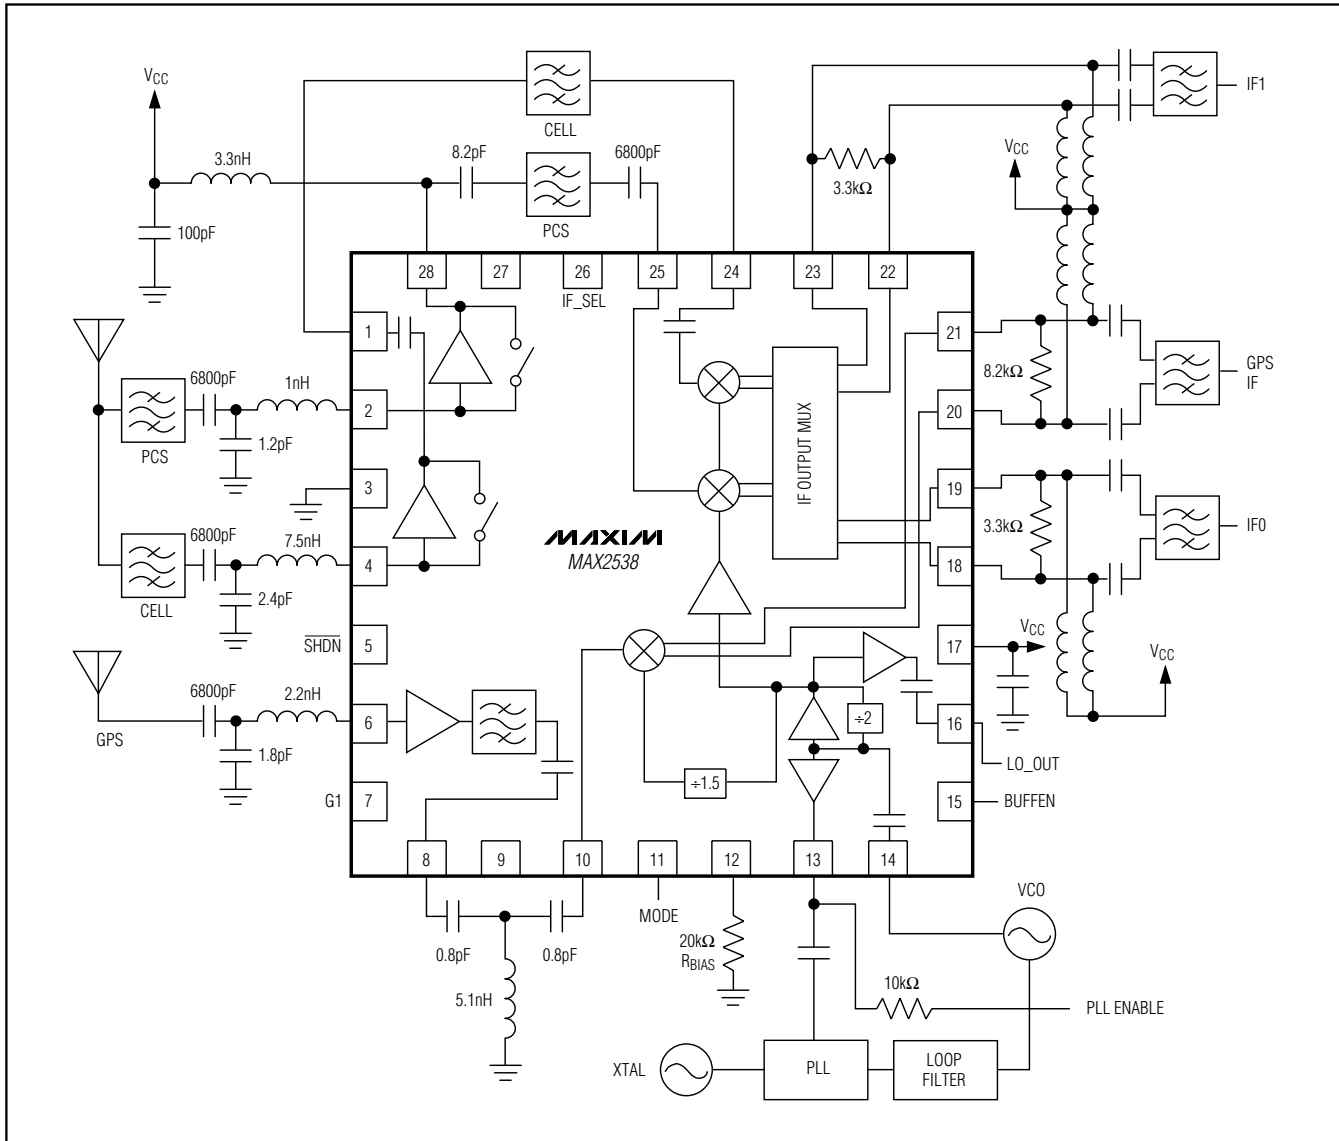 VCC
3.3nH
100pF
CELL
8.2pF
6800pF
PCS
3.3kΩ
IF1
VCC
28
27
26
IF_SEL
25
24
23
22
1
2
3
4
5
SHDN
6
7
G1
6800pF
1nH
1.2pF
PCS
6800pF
7.5nH
2.4pF
CELL
6800pF
2.2nH
1.8pF
GPS
IF OUTPUT MUX
MAXIM
MAX2538
÷2
÷1.5
21
20
19
18
17
16
15
8.2kΩ
GPS
IF
3.3kΩ
IF0
VCC
VCC
LO_OUT
BUFFEN
8
9
10
11
12
13
14
MODE
0.8pF
0.8pF
5.1nH
20kΩ
RBIAS
VCO
10kΩ
PLL ENABLE
XTAL
PLL
LOOP
FILTER